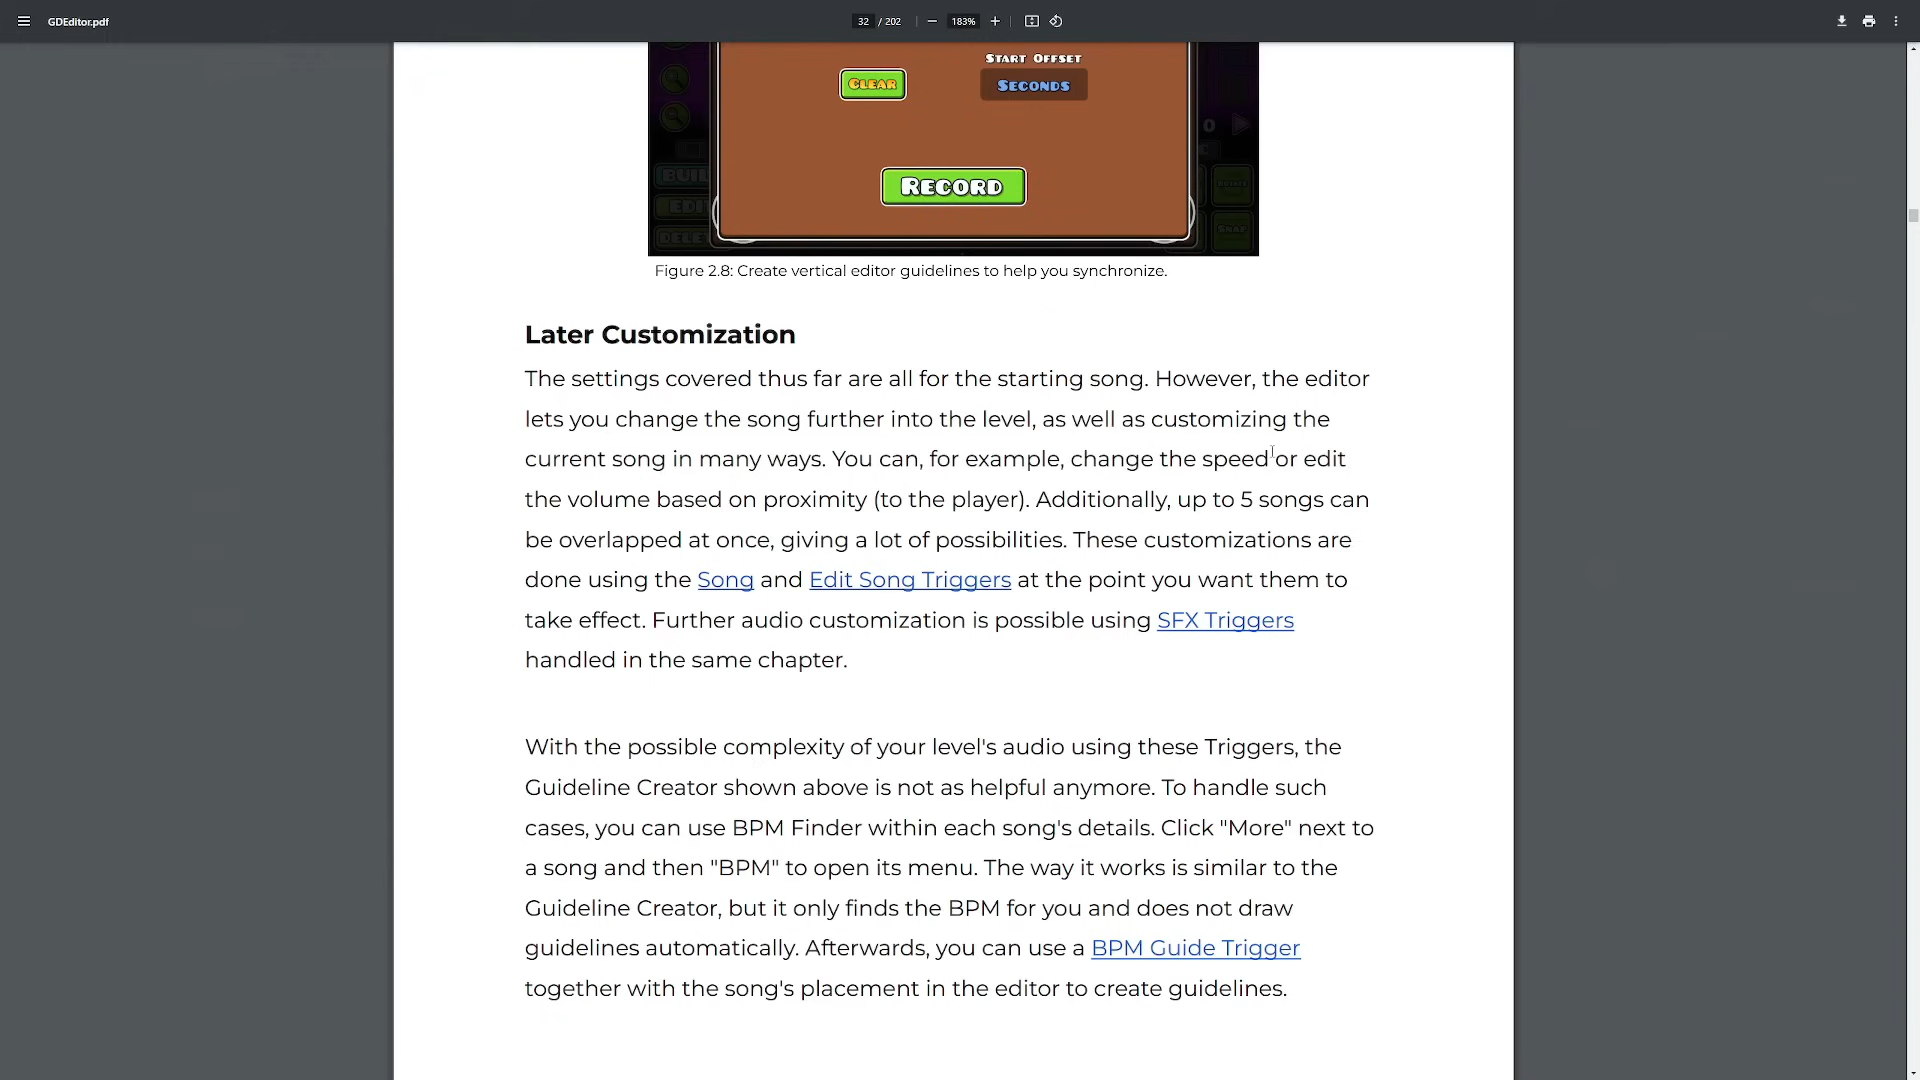 GDEditor.pdf
32 / 202
183%
START OFFSET
CLEAR
SECONDS
RECORD
Figure 2.8: Create vertical editor guidelines to help you synchronize.
Later Customization
The settings covered thus far are all for the starting song. However, the editor
lets you change the song further into the level, as well as customizing the
current song in many ways. You can, for example, change the speed or edit
the volume based on proximity (to the player). Additionally, up to 5 songs can
be overlapped at once, giving a lot of possibilities. These customizations are
done using the Song and Edit Song Triggers at the point you want them to
take effect. Further audio customization is possible using SFX Triggers
handled in the same chapter.
With the possible complexity of your level's audio using these Triggers, the
Guideline Creator shown above is not as helpful anymore. To handle such
cases, you can use BPM Finder within each song's details. Click "More" next to
a song and then "BPM" to open its menu. The way it works is similar to the
Guideline Creator, but it only finds the BPM for you and does not draw
guidelines automatically. Afterwards, you can use a BPM Guide Trigger
together with the song's placement in the editor to create guidelines.